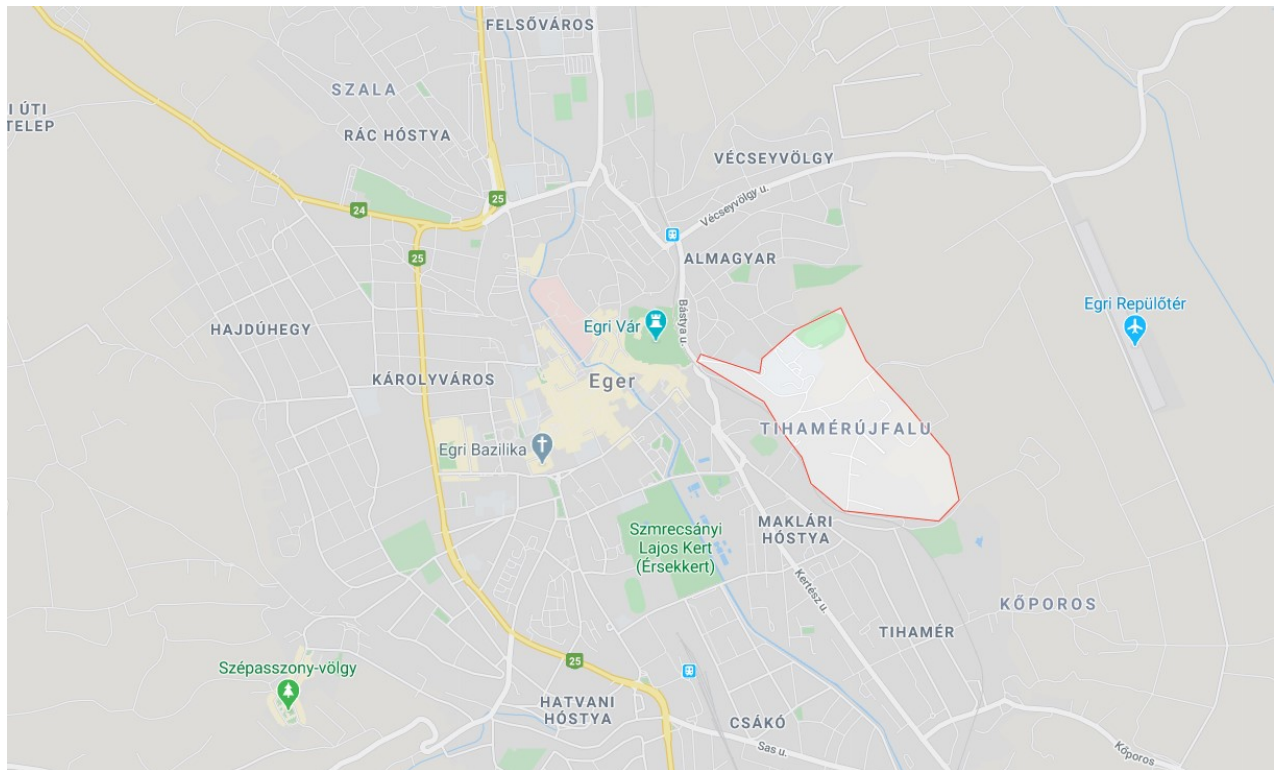 FELSŐVÁROS
SZALA
I ÚTI
TELEP
RÁC HÓSTYA
VÉCSEYVÖLGY
Vécseyvölgy u.
25
24
25
ALMAGYAR
Bástya u.
Egri Repülőtér
Egri Vár
HAJDÚHEGY
KÁROLYVÁROS
Eger
TIHAMÉRÚJFALU
Egri Bazilika
Szmrecsányi
Lajos Kert
(Érsekkert)
MAKLÁRI
HÓSTYA
Kertész u.
KŐPOROS
TIHAMÉR
Szépasszony-völgy
25
HATVANI
HÓSTYA
CSÁKÓ
Sas u.
Kőporos